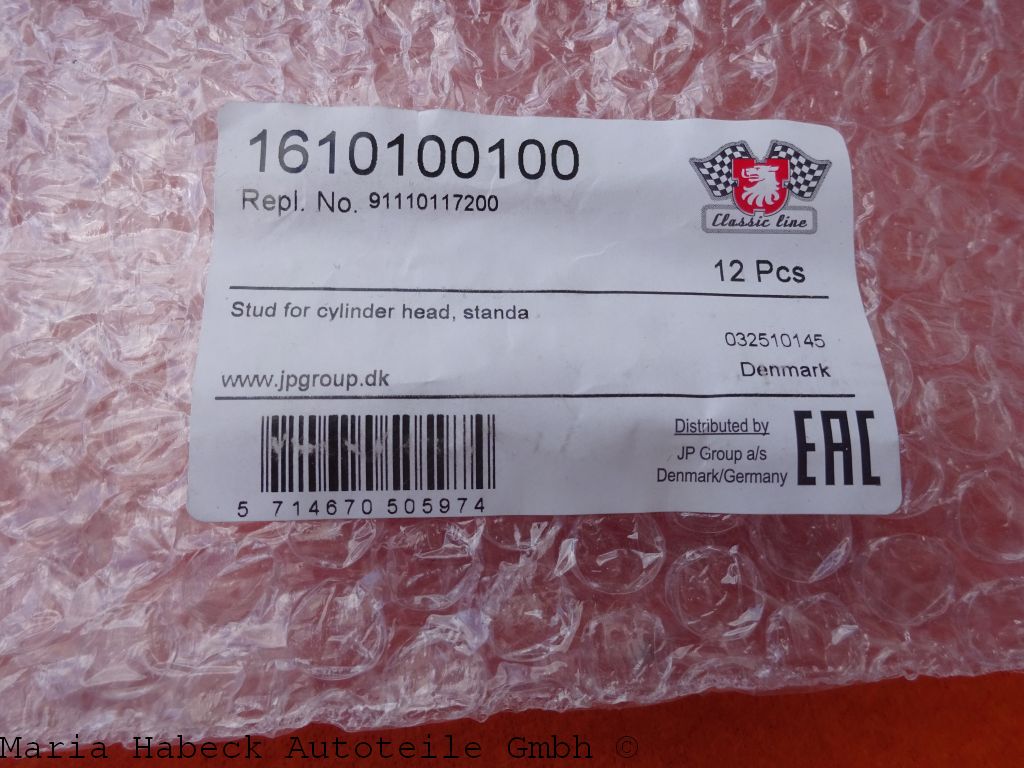 1610100100
Repl. No. 91110117200
Classic line
12 Pcs
Stud for cylinder head, standa
032510145
Denmark
www.jpgroup.dk
Distributed by
JP Group a/s
Denmark/Germany
EAC
5 714670 505974
Maria Habeck Autoteile Gmbh ©